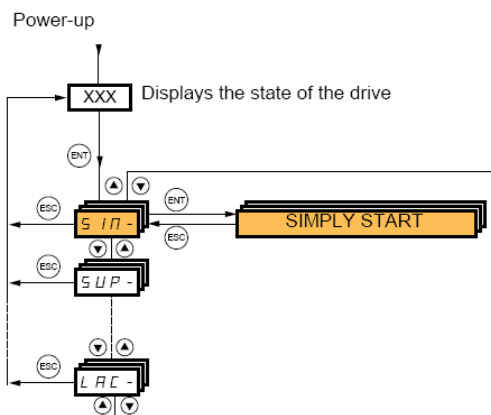 Power-up
XXX Displays the state of the drive
ENT
ESC
SIM- ENT SIMPLY START
ESC
ESC
SUP-
ESC
LAC-